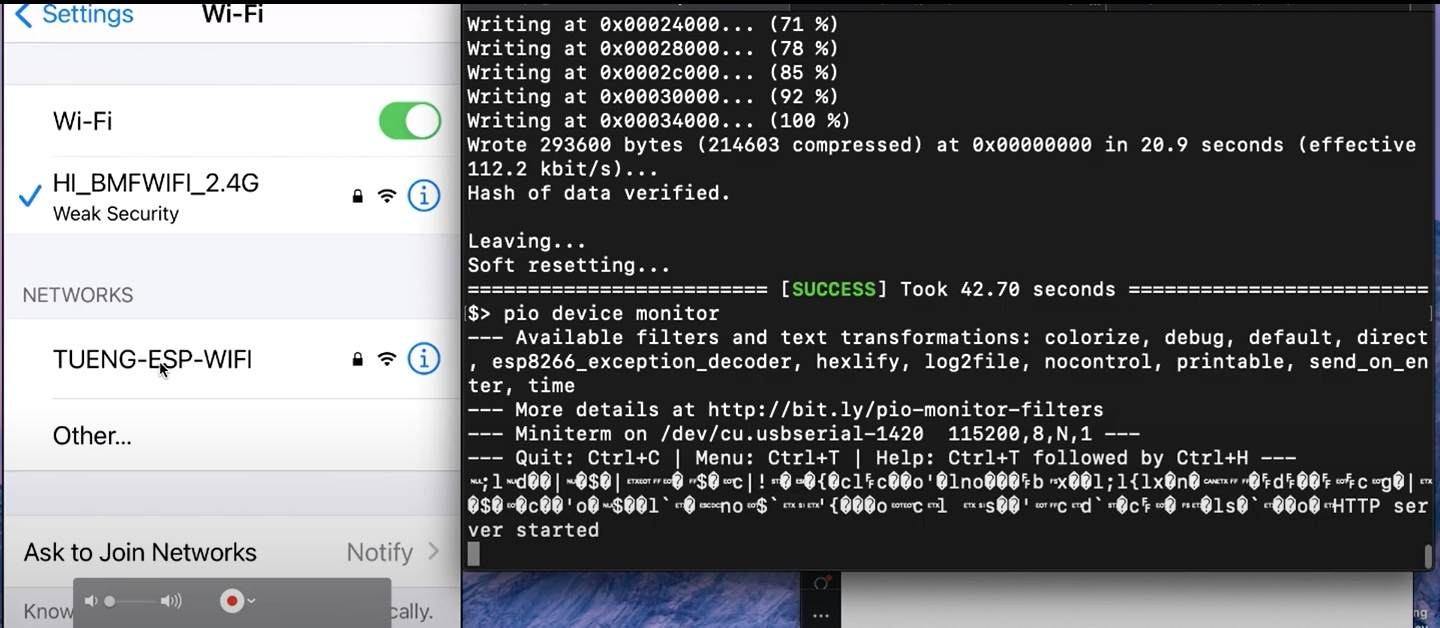 Settings
Wi-Fi
Wi-Fi
HI_BMFWIFI_2.4G
Weak Security
NETWORKS
TUENG-ESP-WIFI
Other...
Ask to Join Networks
Notify
Know
cally.
Writing at 0x00024000... (71 %)
Writing at 0x00028000... (78 %)
Writing at 0x0002c000... (85 %)
Writing at 0x00030000... (92 %)
Writing at 0x00034000... (100 %)
Wrote 293600 bytes (214603 compressed) at 0x00000000 in 20.9 seconds (effective
112.2 kbit/s)...
Hash of data verified.
Leaving...
Soft resetting...
========================= [SUCCESS] Took 42.70 seconds =========================
$> pio device monitor
--- Available filters and text transformations: colorize, debug, default, direct
, esp8266_exception_decoder, hexlify, log2file, nocontrol, printable, send_on_en
ter, time
--- More details at http://bit.ly/pio-monitor-filters
--- Miniterm on /dev/cu.usbserial-1420  115200,8,N,1 ---
--- Quit: Ctrl+C | Menu: Ctrl+T | Help: Ctrl+T followed by Ctrl+H ---
HTTP ser
ver started